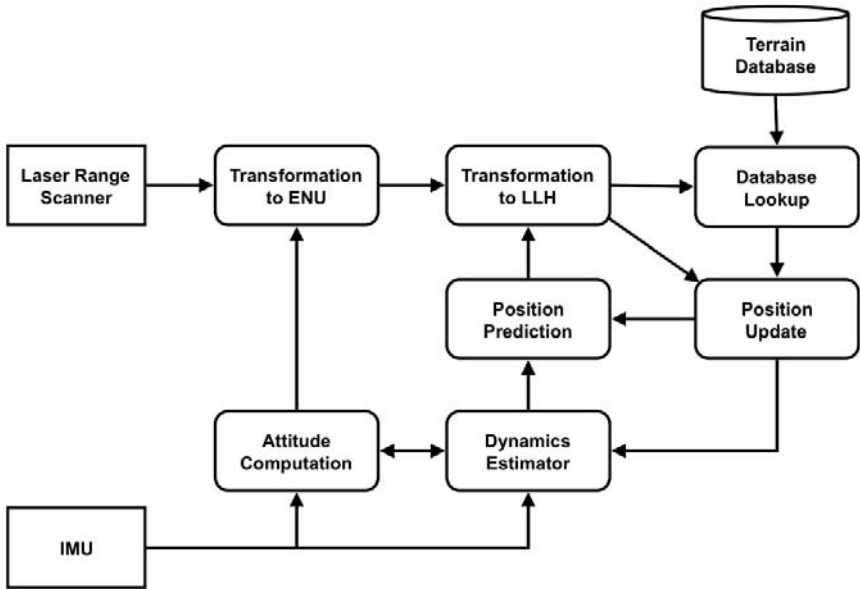 Terrain
Database
Laser Range
Scanner
Transformation
to ENU
Transformation
to LLH
Database
Lookup
Position
Prediction
Position
Update
Attitude
Computation
Dynamics
Estimator
IMU